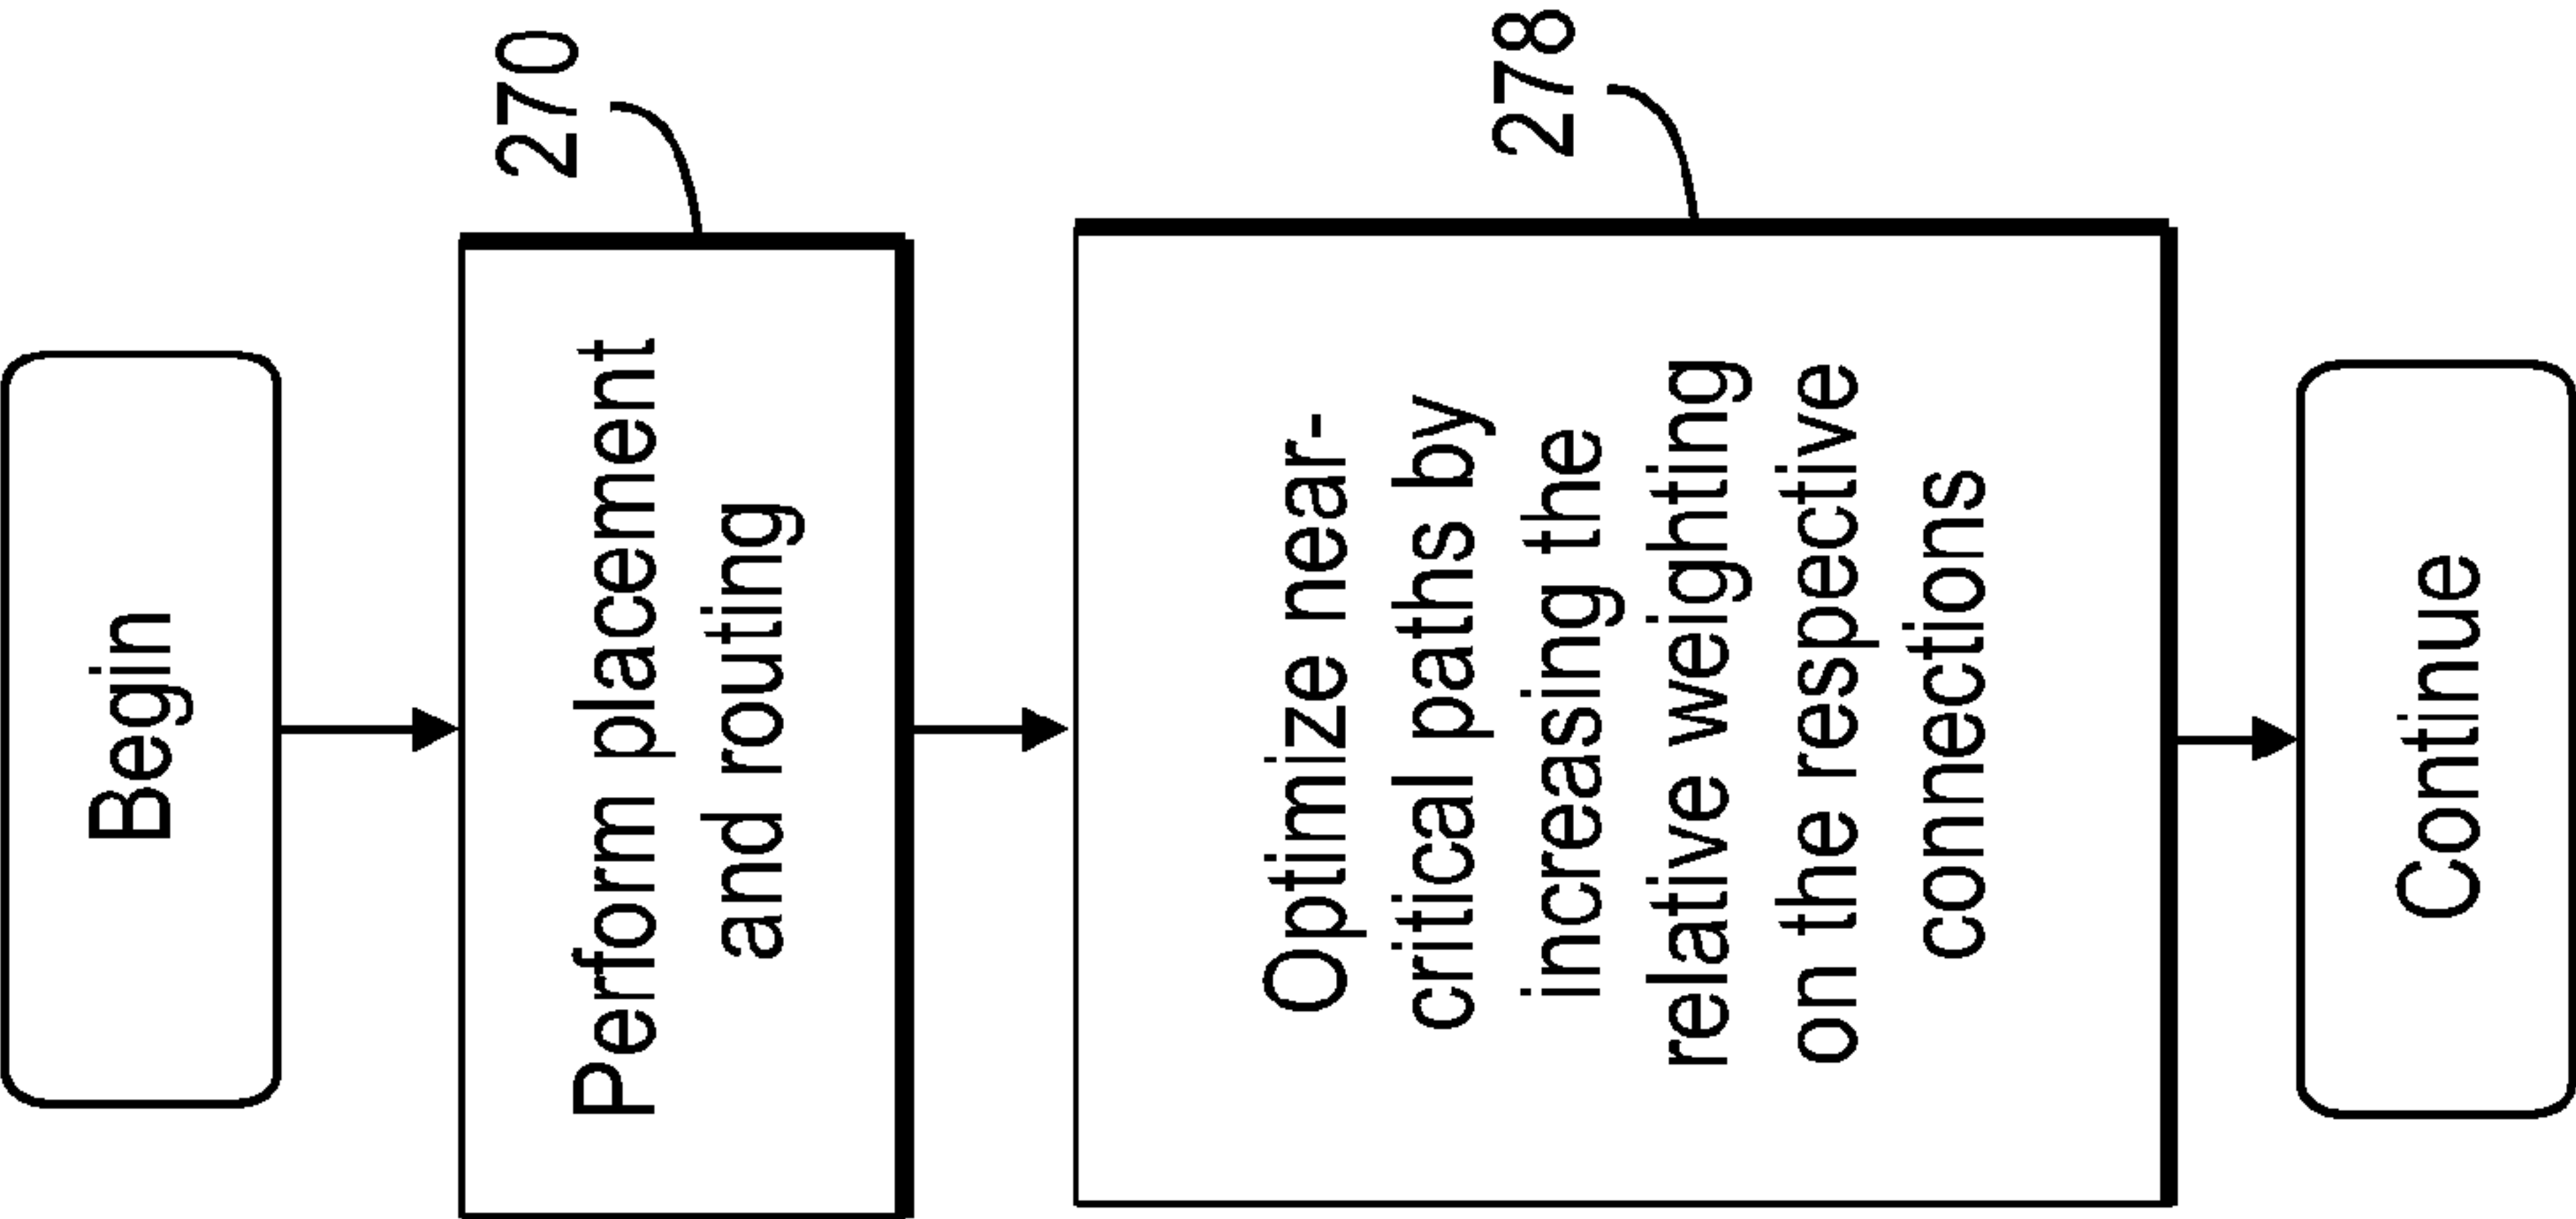 Begin
270
Perform placement
and routing
278
Optimize near-
critical paths by
increasing the
relative weighting
on the respective
connections
Continue